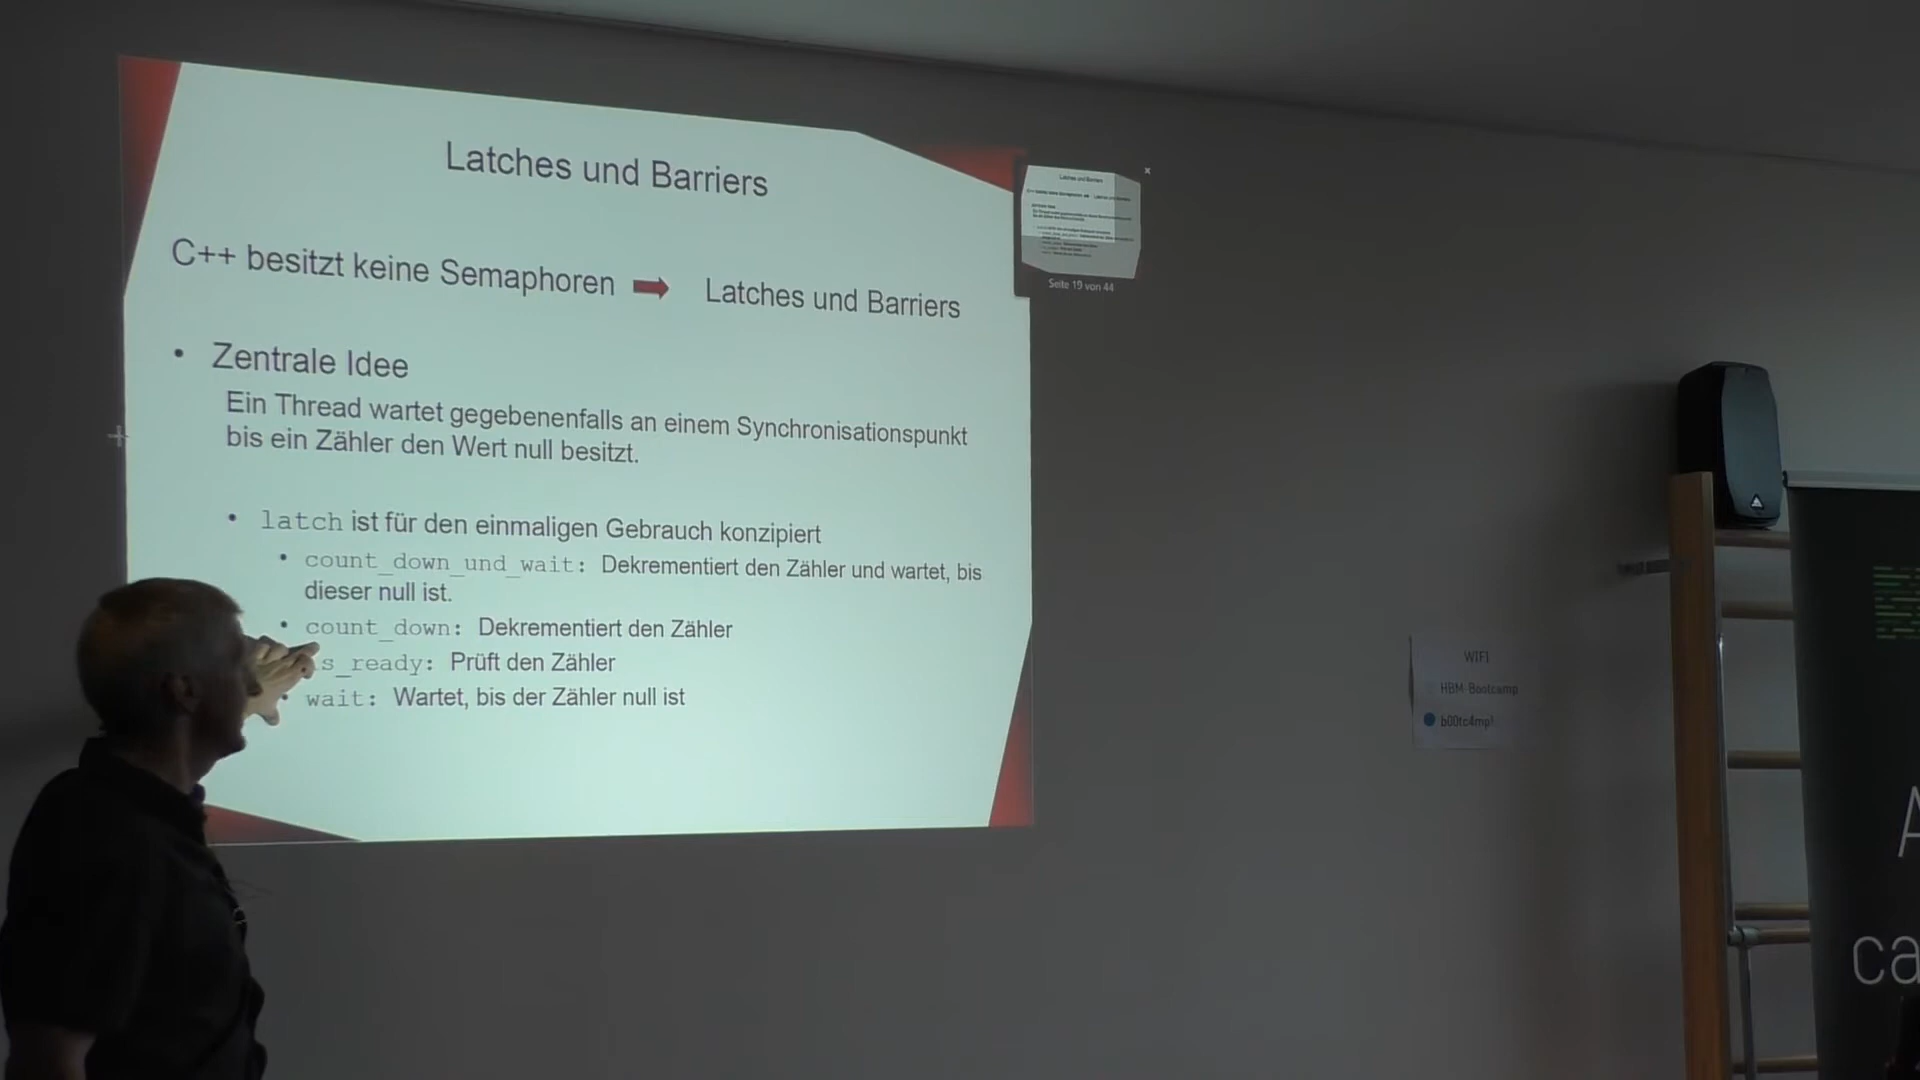 Latches und Barriers
C++ besitzt keine Semaphoren Latches und Barriers
• Zentrale Idee
Ein Thread wartet gegebenenfalls an einem Synchronisationspunkt
bis ein Zähler den Wert null besitzt.
• latch ist für den einmaligen Gebrauch konzipiert
• count_down_und_wait: Dekrementiert den Zähler und wartet, bis
dieser null ist.
• count_down: Dekrementiert den Zähler
s_ready: Prüft den Zähler
• wait: Wartet, bis der Zähler null ist
Latches und Barriers
Seite 19 von 44
WIFI
HBM-Bootcamp
b00tc4mp!
A
ca